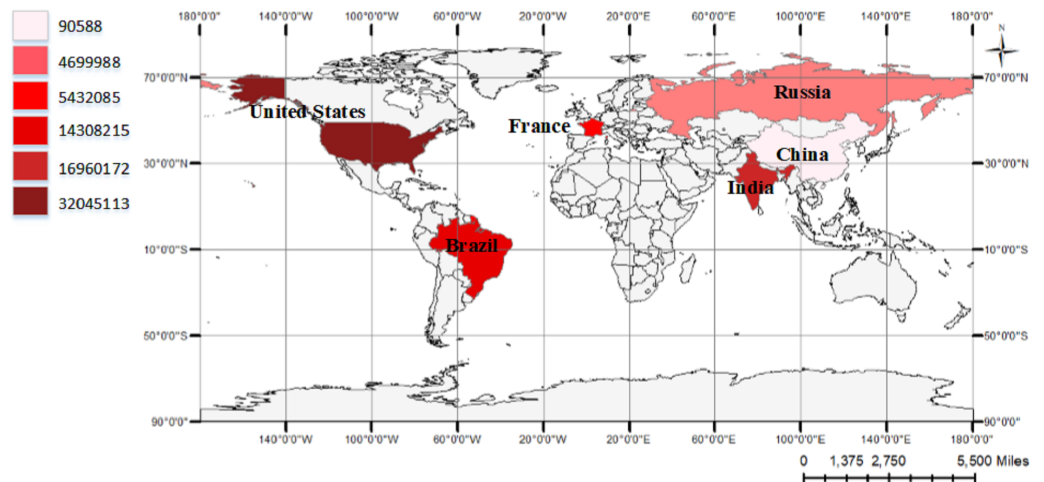 90588
4699988
5432085
14308215
16960172
32045113
180°0'0" 140°0'0"W 100°0'0"W 60°0'0"W 20°0'0"W 20°0'0"E 60°0'0"E 100°0'0"E 140°0'0"E 180°0'0"
N
70°0'0"N 70°0'0"N
Russia
United States
France
China
30°0'0"N 30°0'0"N
India
Brazil
10°0'0"S 10°0'0"S
50°0'0"S 50°0'0"S
90°0'0" 90°0'0"
140°0'0"W 100°0'0"W 60°0'0"W 20°0'0"W 20°0'0"E 60°0'0"E 100°0'0"E 140°0'0"E 180°0'0"
0 1,375 2,750 5,500 Miles